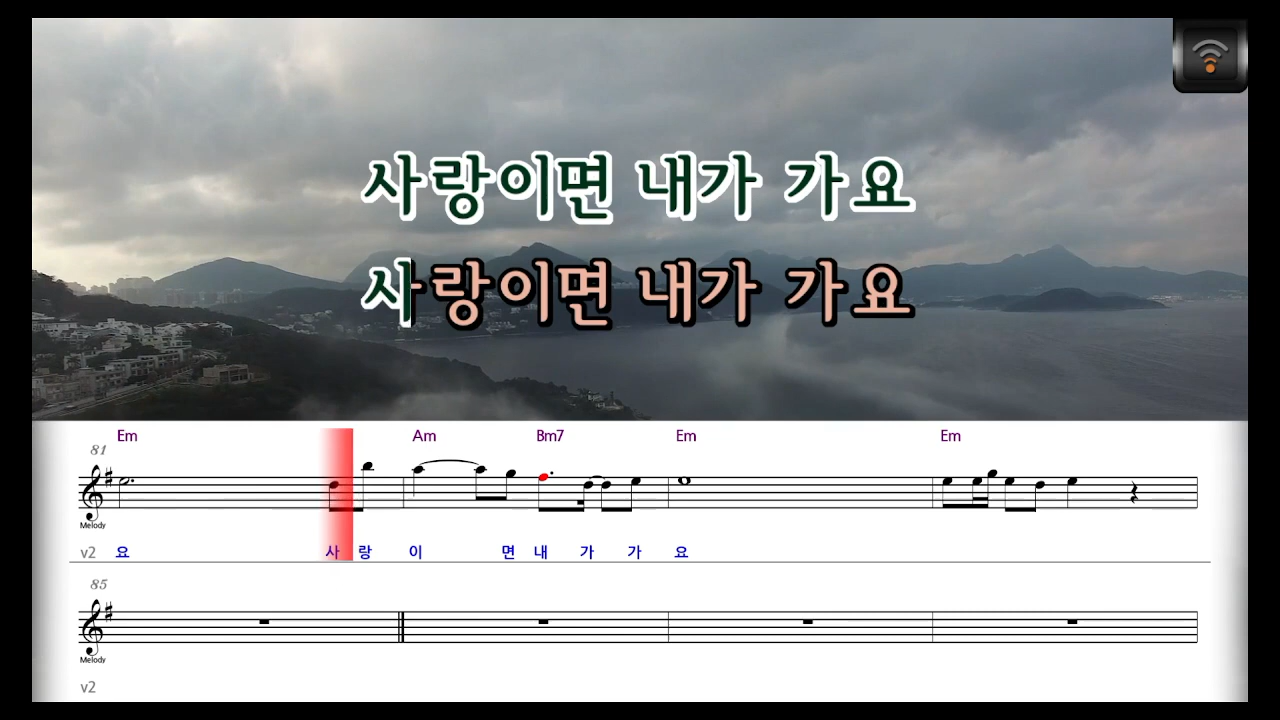 사랑이면 내가 가요
사랑이면 내가 가요
Em Am Bm7 Em Em
81
Melody
v2 요 사 랑 이 면 내 가 가 요
85
Melody
v2